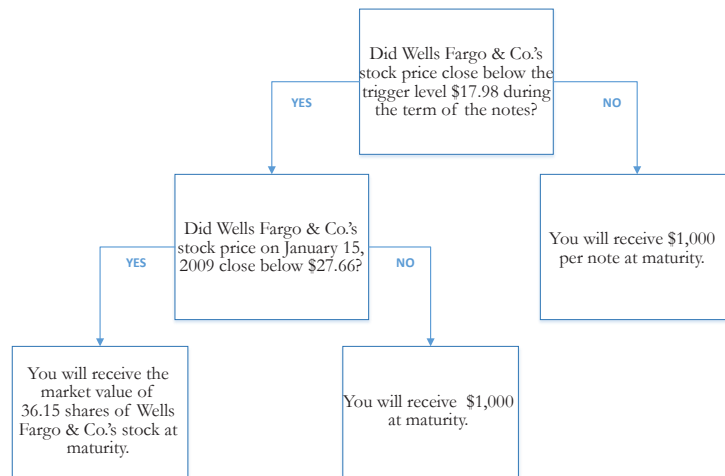 Did Wells Fargo & Co.'s
stock price close below the
trigger level $17.98 during
the term of the notes?
YES
NO
Did Wells Fargo & Co.'s
stock price on January 15,
2009 close below $27.66?
You will receive $1,000
per note at maturity.
YES
NO
You will receive the
market value of
36.15 shares of Wells
Fargo & Co.'s stock at
maturity.
You will receive $1,000
at maturity.